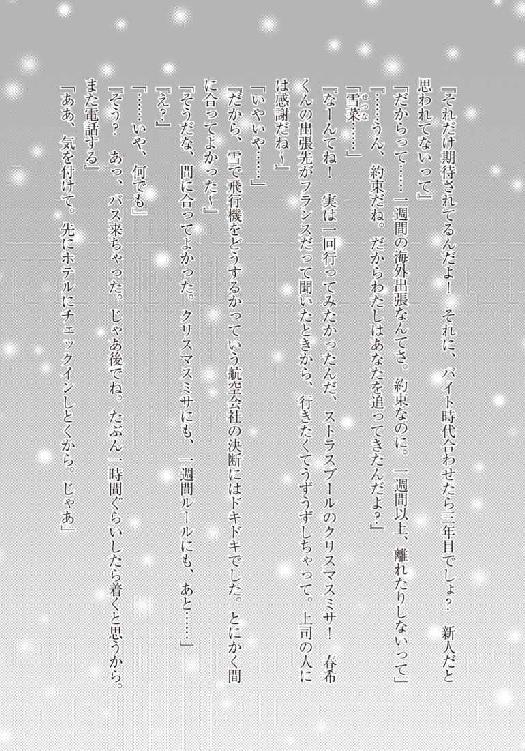 『それだけ期待されてるんだよ！　それに、バイト時代合わせたら三年目でしょ？　新人だと
思われてないって』
「だからって……一週間の海外出張なんてさ、約束なのに。一週間以上、離れたりしないって」
『……うん、約束だね。だからわたしはあなたを追ってきたんだよ？』
「雪菜……」
『なーんてね！　実は一回行ってみたかったんだ、ストラスブールのクリスマスミサ！　春希
くんの出張先がフランスだって聞いたときから、行きたくてうずうずしちゃって。上司の人に
は感謝だね～』
「いやいや……」
『だから、雪で飛行機をどうするかっていう航空会社の決断にはドキドキでした。とにかく間
に合ってよかった～』
「そうだな、間に合ってよかった。クリスマスミサにも、一週間ルールにも、あと……」
『え？』
「……いや、何でも」
『そう？　あっ、バス来ちゃった。じゃあ後でね。たぶん一時間ぐらいしたら着くと思うから。
また電話する』
「ああ、気を付けて。先にホテルにチェックインしとくから。じゃあ」